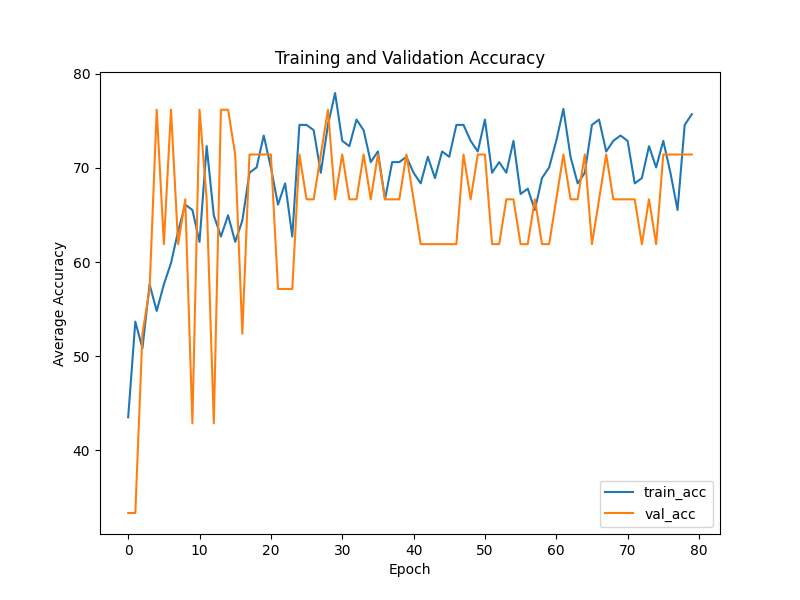 Training and Validation Accuracy
Average Accuracy
80
70
60
50
40
0 10 20 30 40 50 60 70 80
Epoch
train_acc
val_acc